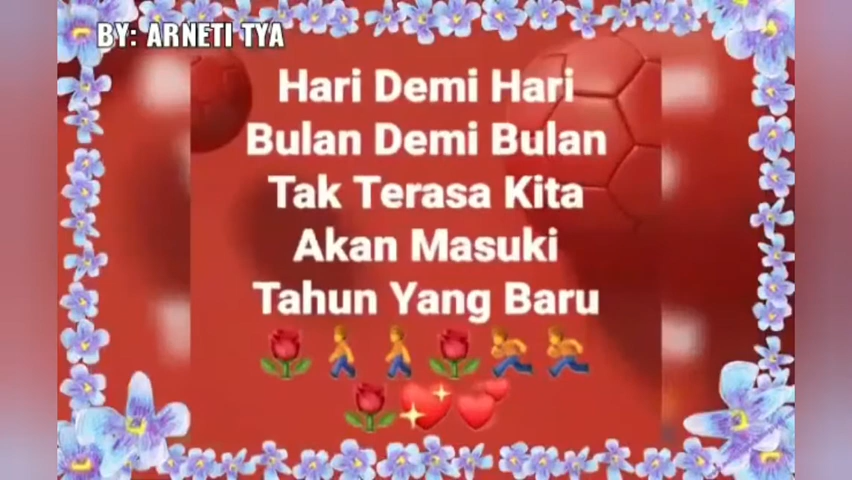 BY: ARNETI TYA
Hari Demi Hari
Bulan Demi Bulan
Tak Terasa Kita
Akan Masuki
Tahun Yang Baru
🌹🚶🚶🌹🏃🏃
🌹💖💕